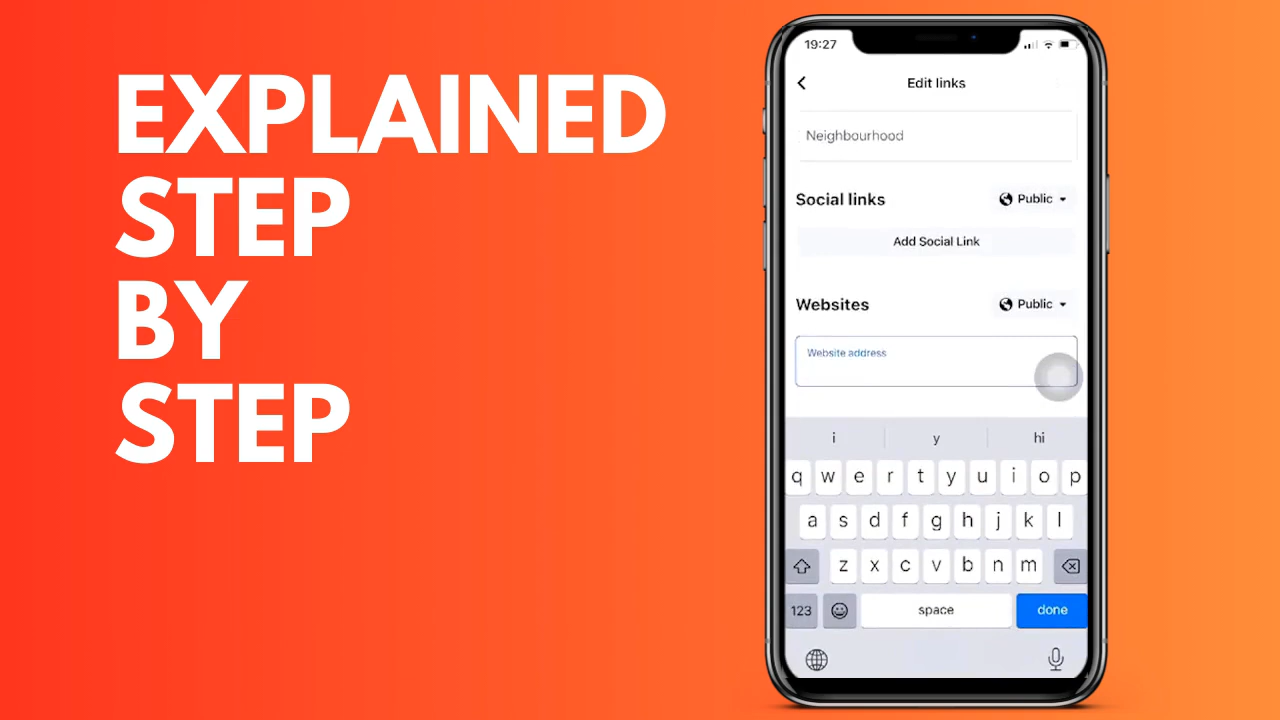 EXPLAINED
STEP
BY
STEP
19:27
Edit links
Neighbourhood
Social links
Public
Add Social Link
Websites
Public
Website address
i y hi
q w e r t y u i o p
a s d f g h j k l
z x c v b n m
123 space done